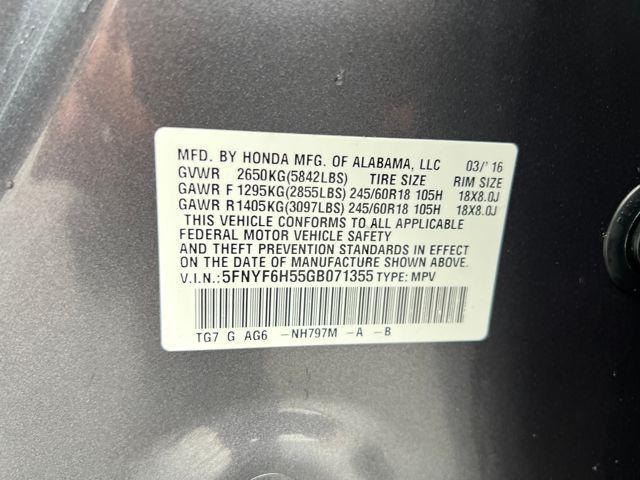 MFD. BY HONDA MFG. OF ALABAMA, LLC 03/'16
GVWR 2650KG(5842LBS) TIRE SIZE RIM SIZE
GAWR F 1295KG(2855LBS) 245/60R18 105H 18X8.0J
GAWR R1405KG(3097LBS) 245/60R18 105H 18X8.0J
THIS VEHICLE CONFORMS TO ALL APPLICABLE
FEDERAL MOTOR VEHICLE SAFETY
AND THEFT PREVENTION STANDARDS IN EFFECT
ON THE DATE OF MANUFACTURE SHOWN ABOVE.
V.I.N.:5FNYF6H55GB071355 TYPE: MPV
TG7 G AG6 -NH797M -A -B